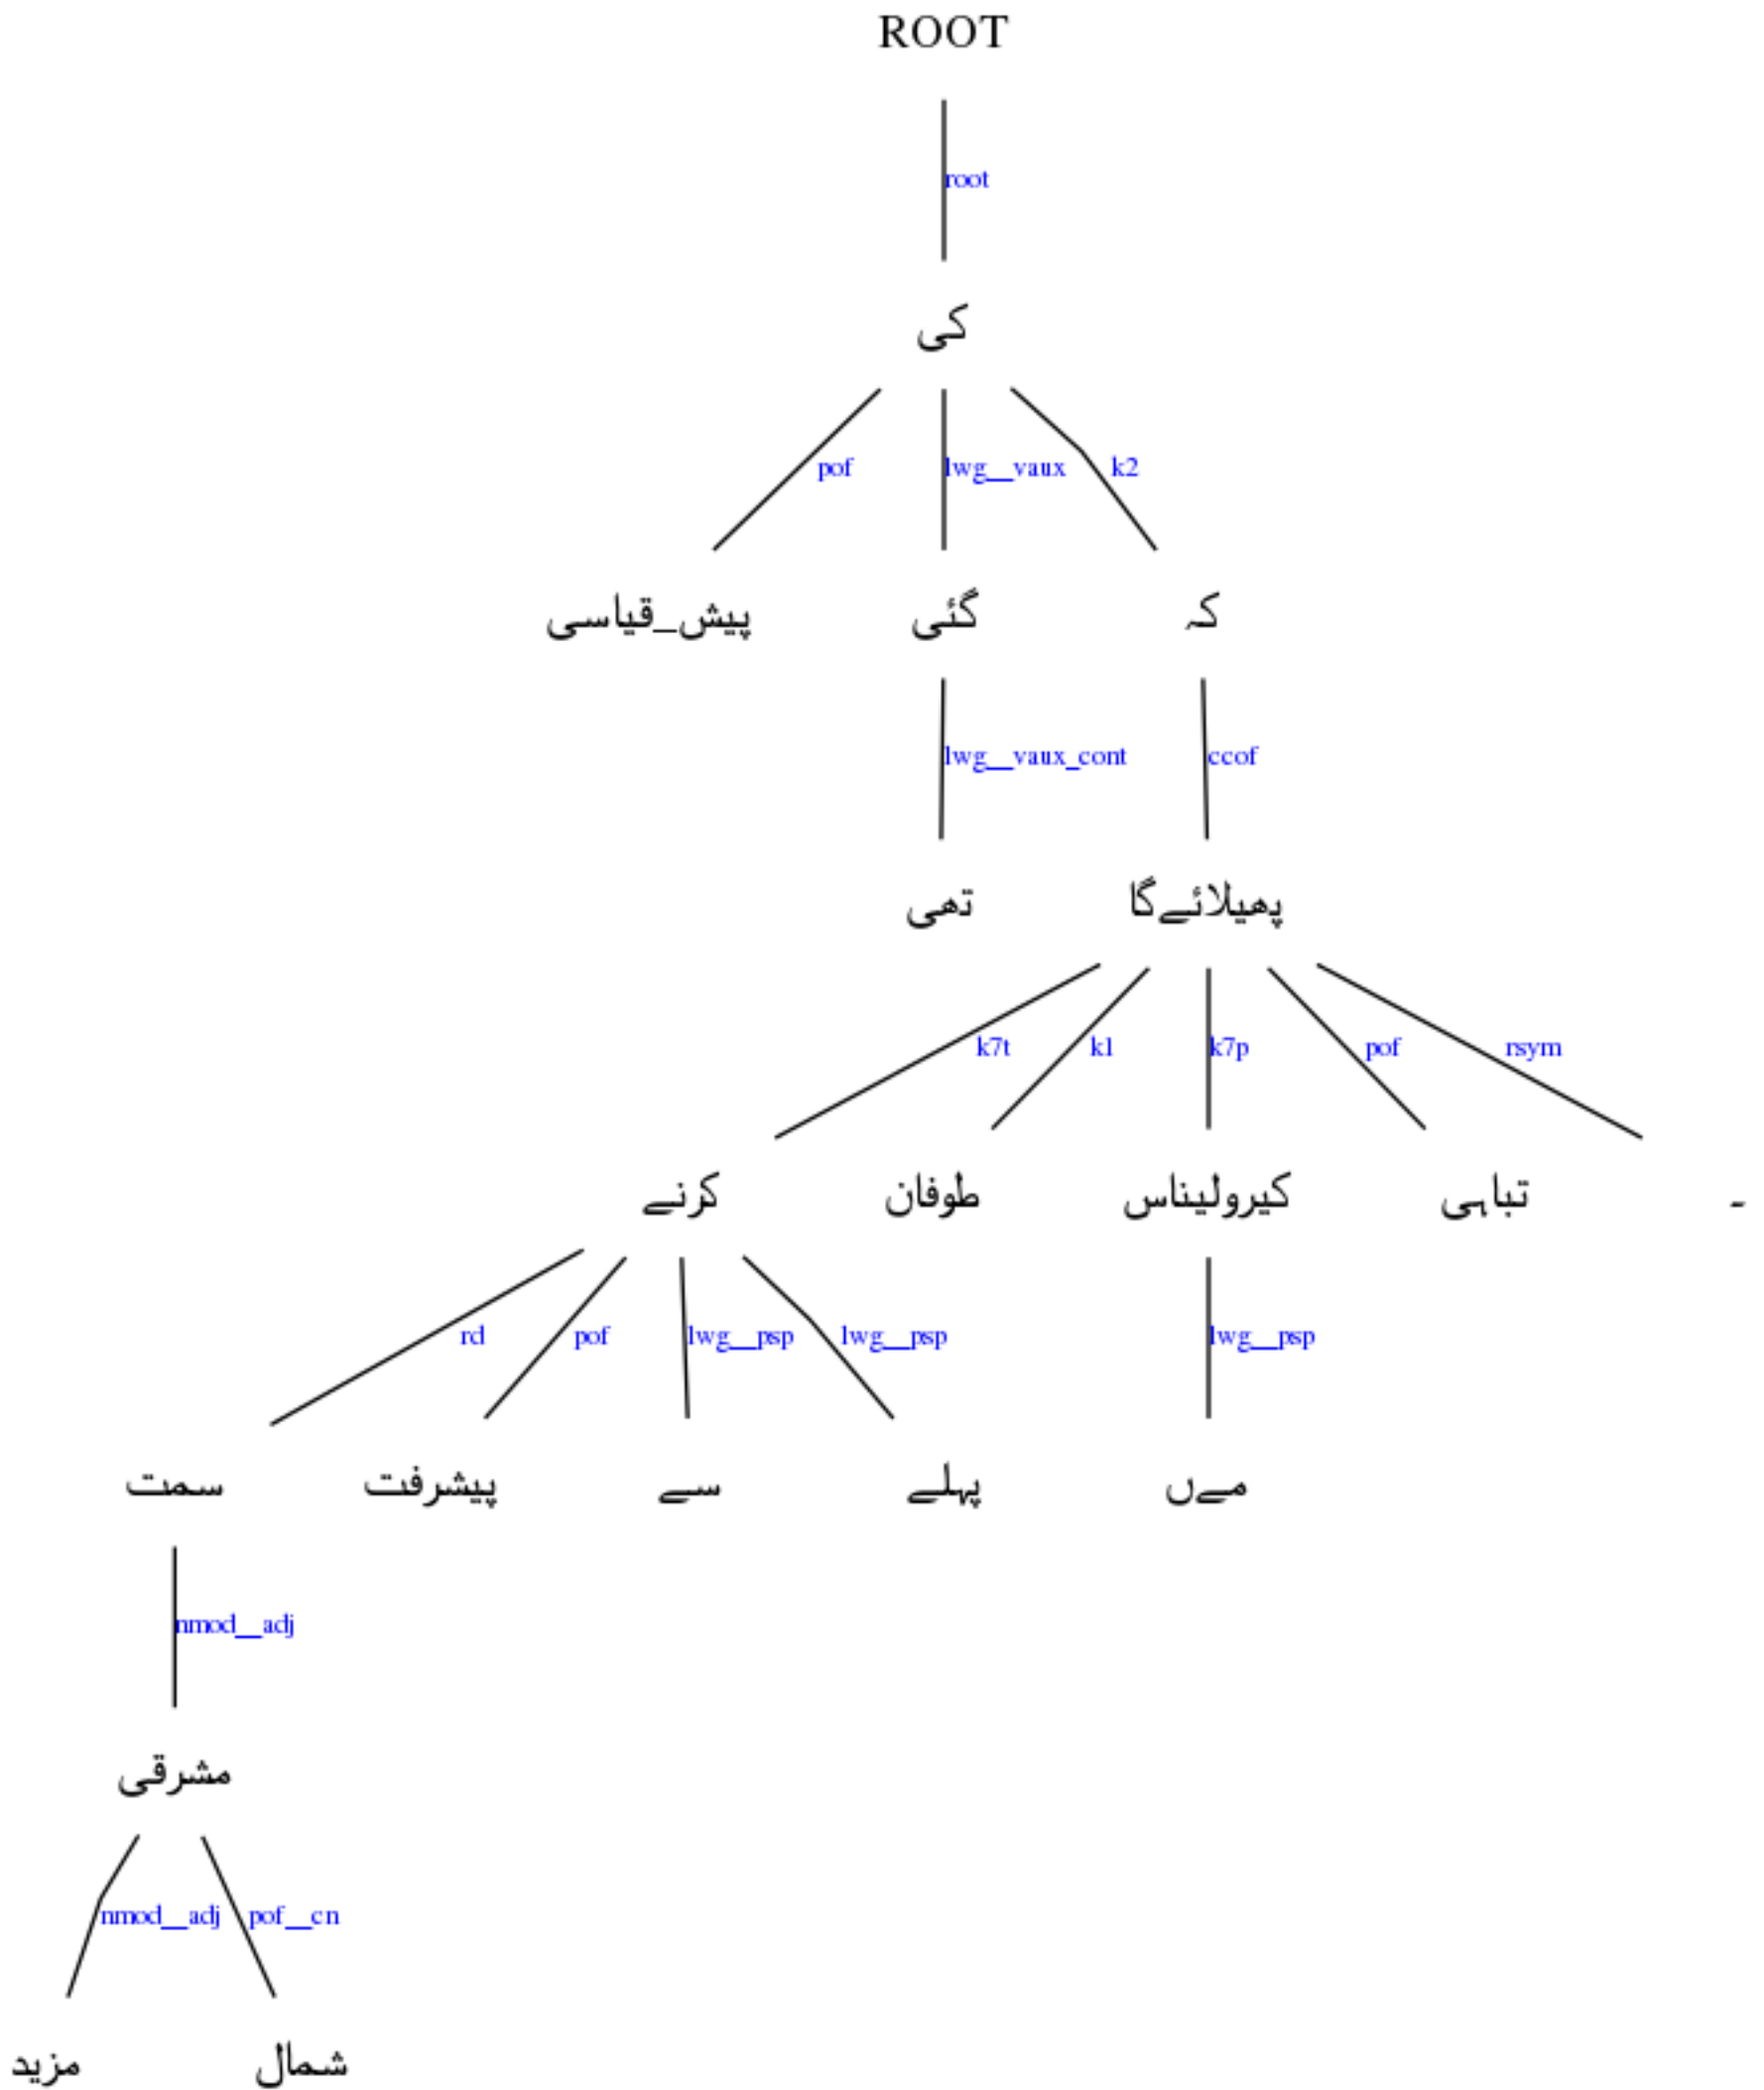 ROOT
root
کی
pof lwg__vaux k2
پیش_قیاسی گئی کہ
lwg__vaux_cont ccof
تھی پھیلائےگا
k7t k1 k7p pof rsym
کرنے طوفان کیرولیناس تباہی ۔
rd pof lwg__psp lwg__psp lwg__psp
سمت پیشرفت سے پہلے مےں
nmod__adj
مشرقی
nmod__adj pof__cn
مزید شمال